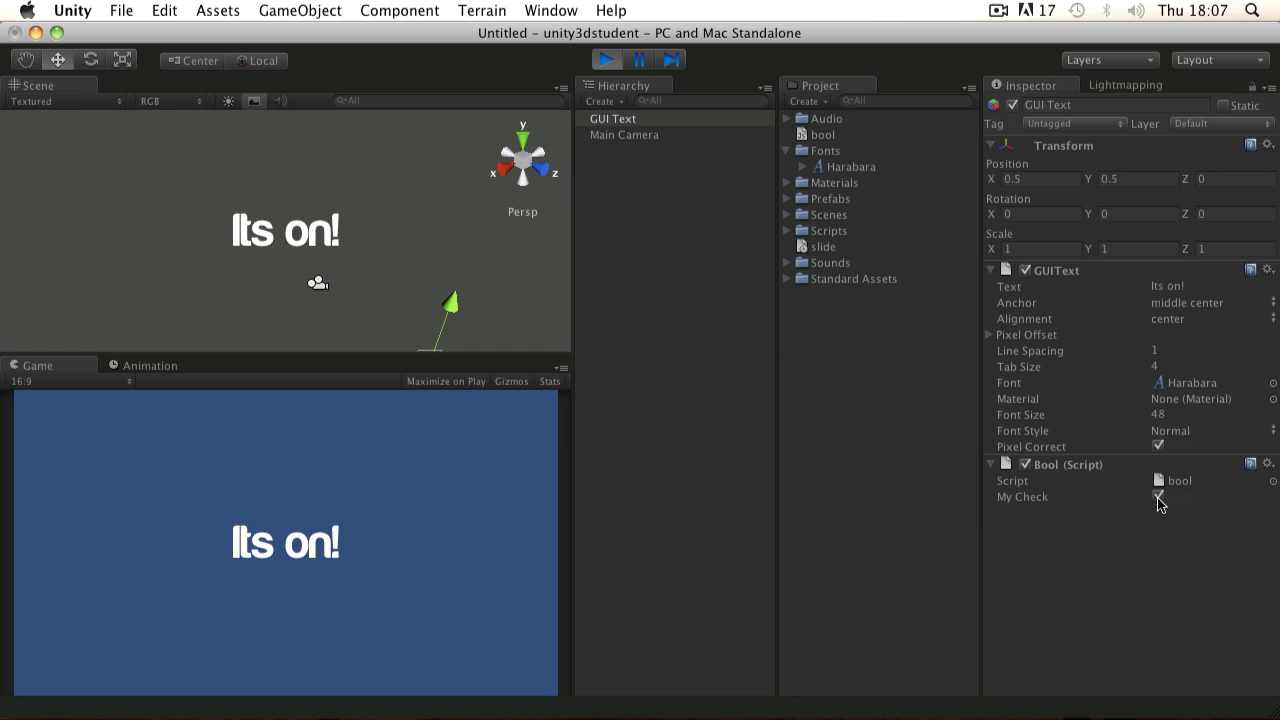 Unity File Edit Assets GameObject Component Terrain Window Help 17 Thu 18:07
Untitled – unity3dstudent – PC and Mac Standalone
Center Local Layers Layout
Scene
Textured RGB All
y
x z
Persp
Its on!
Game Animation
16:9 Maximize on Play Gizmos Stats
Its on!
Hierarchy
Create All
GUI Text
Main Camera
Project
Create All
Audio
bool
Fonts
Harabara
Materials
Prefabs
Scenes
Scripts
slide
Sounds
Standard Assets
Inspector Lightmapping
GUI Text Static
Tag Untagged Layer Default
Transform
Position
X 0.5 Y 0.5 Z 0
Rotation
X 0 Y 0 Z 0
Scale
X 1 Y 1 Z 1
GUIText
Text Its on!
Anchor middle center
Alignment center
Pixel Offset
Line Spacing 1
Tab Size 4
Font Harabara
Material None (Material)
Font Size 48
Font Style Normal
Pixel Correct
Bool (Script)
Script bool
My Check